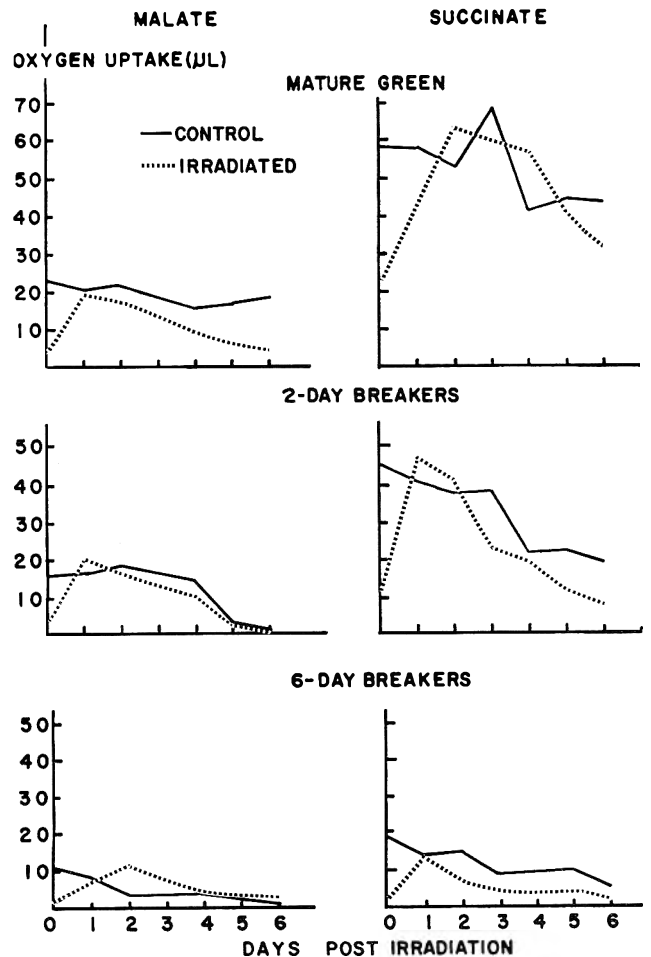 MALATE SUCCINATE
OXYGEN UPTAKE(µL)
MATURE GREEN
70
60
50
40
30
20
10
CONTROL
IRRADIATED
2-DAY BREAKERS
50
40
30
20
10
6-DAY BREAKERS
50
40
30
20
10
0 1 2 3 4 5 6 0 1 2 3 4 5 6
DAYS POST IRRADIATION